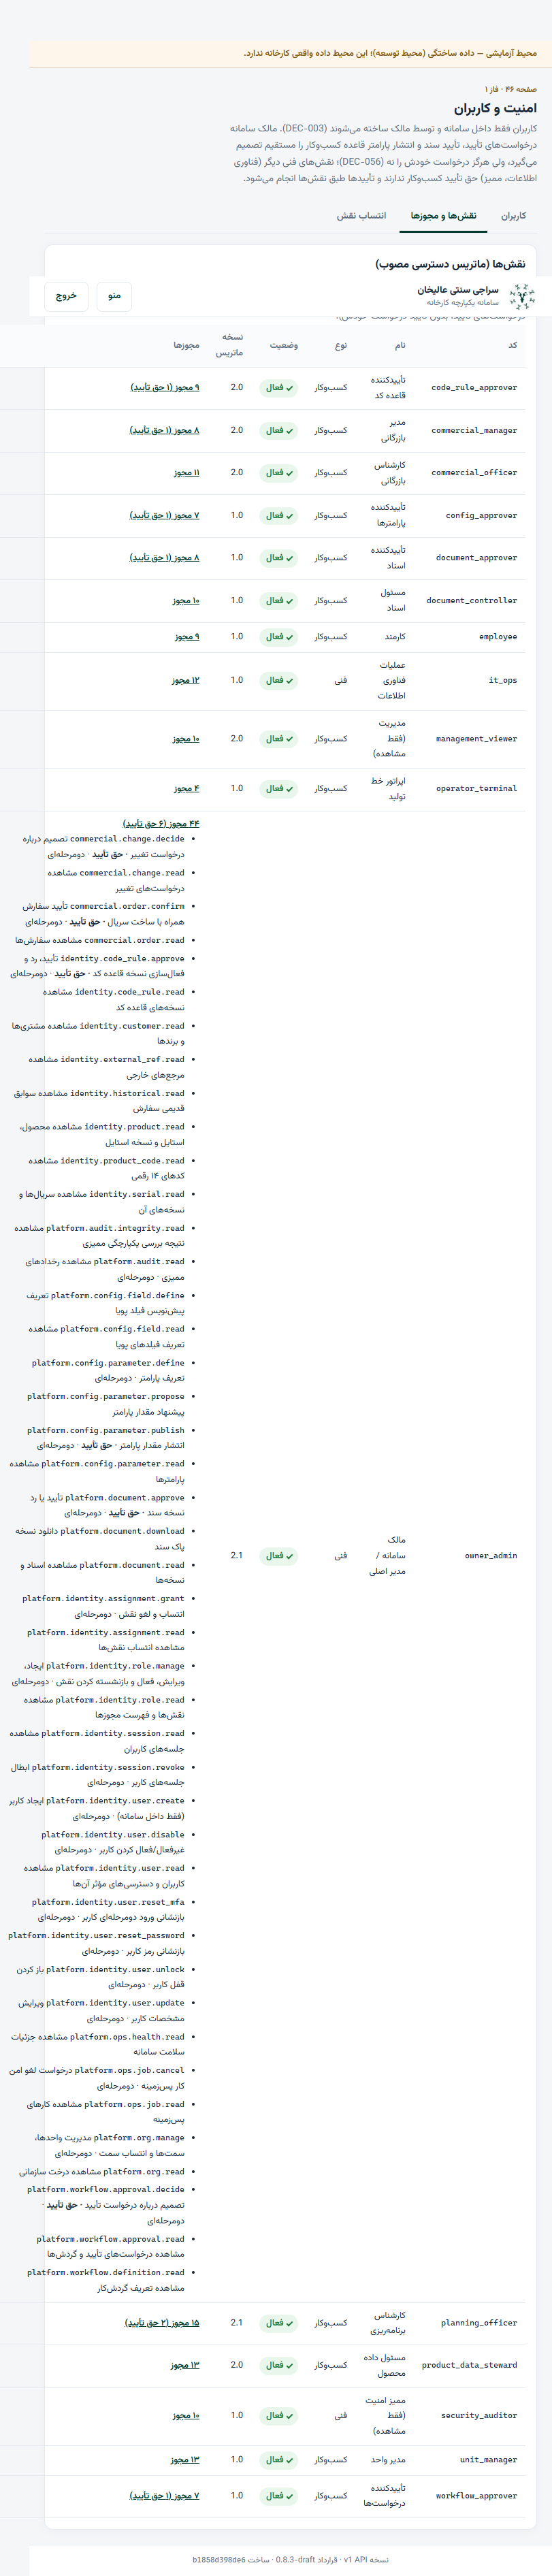 محیط آزمایشی — داده ساختگی (محیط توسعه)؛ این محیط داده واقعی کارخانه ندارد.
صفحه ۴۶ · فاز ۱
امنیت و کاربران
کاربران فقط داخل سامانه و توسط مالک ساخته می‌شوند (DEC-003). مالک سامانه
درخواست‌های تأیید، تأیید سند و انتشار پارامتر قاعده کسب‌وکار را مستقیم تصمیم
می‌گیرد، ولی هرگز درخواست خودش را نه (DEC-056)؛ نقش‌های فنی دیگر (فناوری
اطلاعات، ممیز) حق تأیید کسب‌وکار ندارند و تأییدها طبق نقش‌ها انجام می‌شود.
کاربران
نقش‌ها و مجوزها
انتساب نقش
نقش‌ها (ماتریس دسترسی مصوب)
سراجی سنتی عالیخان
سامانه یکپارچه کارخانه
منو
خروج
کد نام نوع وضعیت نسخه ماتریس مجوزها
code_rule_approver تأییدکننده قاعده کد کسب‌وکار ✓ فعال 2.0 ۹ مجوز (۱ حق تأیید)
commercial_manager مدیر بازرگانی کسب‌وکار ✓ فعال 2.0 ۸ مجوز (۱ حق تأیید)
commercial_officer کارشناس بازرگانی کسب‌وکار ✓ فعال 2.0 ۱۱ مجوز
config_approver تأییدکننده پارامترها کسب‌وکار ✓ فعال 1.0 ۷ مجوز (۱ حق تأیید)
document_approver تأییدکننده اسناد کسب‌وکار ✓ فعال 1.0 ۸ مجوز (۱ حق تأیید)
document_controller مسئول اسناد کسب‌وکار ✓ فعال 1.0 ۱۰ مجوز
employee کارمند کسب‌وکار ✓ فعال 1.0 ۹ مجوز
it_ops عملیات فناوری اطلاعات فنی ✓ فعال 1.0 ۱۲ مجوز
management_viewer مدیریت (فقط مشاهده) کسب‌وکار ✓ فعال 2.0 ۱۰ مجوز
operator_terminal اپراتور خط تولید کسب‌وکار ✓ فعال 1.0 ۴ مجوز
owner_admin مالک سامانه / مدیر اصلی فنی ✓ فعال 2.1 ۴۴ مجوز (۶ حق تأیید)
commercial.change.decide تصمیم درباره
درخواست تغییر · حق تأیید · دومرحله‌ای
commercial.change.read مشاهده
درخواست‌های تغییر
commercial.order.confirm تأیید سفارش
همراه با ساخت سریال · حق تأیید · دومرحله‌ای
commercial.order.read مشاهده سفارش‌ها
identity.code_rule.approve تأیید، رد و
فعال‌سازی نسخه قاعده کد · حق تأیید · دومرحله‌ای
identity.code_rule.read مشاهده
نسخه‌های قاعده کد
identity.customer.read مشاهده مشتری‌ها
و برندها
identity.external_ref.read مشاهده
مرجع‌های خارجی
identity.historical.read مشاهده سوابق
قدیمی سفارش
identity.product.read مشاهده محصول،
استایل و نسخه استایل
identity.product_code.read مشاهده
کدهای ۱۴ رقمی
identity.serial.read مشاهده سریال‌ها و
نسخه‌های آن
platform.audit.integrity.read مشاهده
نتیجه بررسی یکپارچگی ممیزی
platform.audit.read مشاهده رخدادهای
ممیزی · دومرحله‌ای
platform.config.field.define تعریف
پیش‌نویس فیلد پویا
platform.config.field.read مشاهده
تعریف فیلدهای پویا
platform.config.parameter.define
تعریف پارامتر · دومرحله‌ای
platform.config.parameter.propose
پیشنهاد مقدار پارامتر
platform.config.parameter.publish
انتشار مقدار پارامتر · حق تأیید · دومرحله‌ای
platform.config.parameter.read مشاهده
پارامترها
platform.document.approve تأیید یا رد
نسخه سند · حق تأیید · دومرحله‌ای
platform.document.download دانلود نسخه
پاک سند
platform.document.read مشاهده اسناد و
نسخه‌ها
platform.identity.assignment.grant
انتساب و لغو نقش · دومرحله‌ای
platform.identity.assignment.read
مشاهده انتساب نقش‌ها
platform.identity.role.manage ایجاد،
ویرایش، فعال و بازنشسته کردن نقش · دومرحله‌ای
platform.identity.role.read مشاهده
نقش‌ها و فهرست مجوزها
platform.identity.session.read مشاهده
جلسه‌های کاربران
platform.identity.session.revoke ابطال
جلسه‌های کاربر · دومرحله‌ای
platform.identity.user.create ایجاد کاربر
(فقط داخل سامانه) · دومرحله‌ای
platform.identity.user.disable
غیرفعال/فعال کردن کاربر · دومرحله‌ای
platform.identity.user.read مشاهده
کاربران و دسترسی‌های مؤثر آن‌ها
platform.identity.user.reset_mfa
بازنشانی ورود دومرحله‌ای کاربر · دومرحله‌ای
platform.identity.user.reset_password
بازنشانی رمز کاربر · دومرحله‌ای
platform.identity.user.unlock باز کردن
قفل کاربر · دومرحله‌ای
platform.identity.user.update ویرایش
مشخصات کاربر · دومرحله‌ای
platform.ops.health.read مشاهده جزئیات
سلامت سامانه
platform.ops.job.cancel درخواست لغو امن
کار پس‌زمینه · دومرحله‌ای
platform.ops.job.read مشاهده کارهای
پس‌زمینه
platform.org.manage مدیریت واحدها،
سمت‌ها و انتساب سمت · دومرحله‌ای
platform.org.read مشاهده درخت سازمانی
platform.workflow.approval.decide
تصمیم درباره درخواست تأیید · حق تأیید ·
دومرحله‌ای
platform.workflow.approval.read
مشاهده درخواست‌های تأیید و گردش‌ها
platform.workflow.definition.read
مشاهده تعریف گردش‌کار
planning_officer کارشناس برنامه‌ریزی کسب‌وکار ✓ فعال 2.1 ۱۵ مجوز (۲ حق تأیید)
product_data_steward مسئول داده محصول کسب‌وکار ✓ فعال 2.0 ۱۳ مجوز
security_auditor ممیز امنیت (فقط مشاهده) فنی ✓ فعال 1.0 ۱۰ مجوز
unit_manager مدیر واحد کسب‌وکار ✓ فعال 1.0 ۱۳ مجوز
workflow_approver تأییدکننده درخواست‌ها کسب‌وکار ✓ فعال 1.0 ۷ مجوز (۱ حق تأیید)
نسخه API v1 · قرارداد 0.8.3-draft · ساخت b1858d398de6